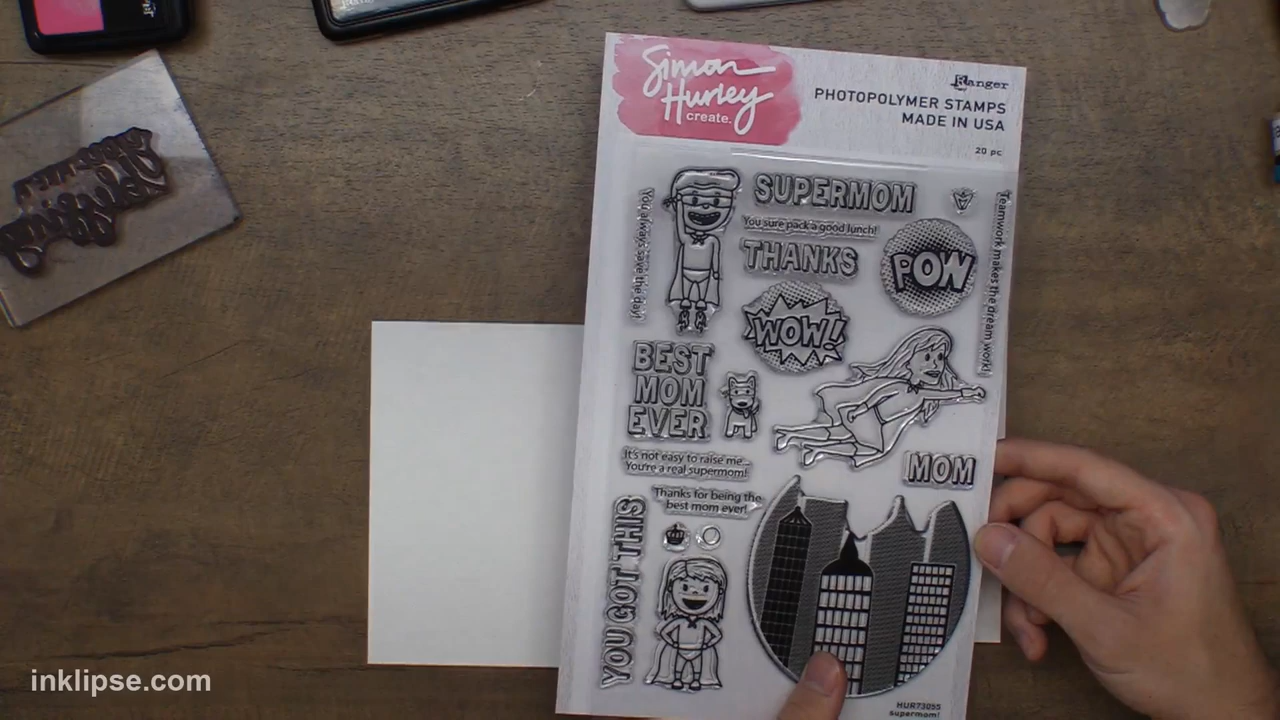 Simon
Hurley
create.
Ranger
PHOTOPOLYMER STAMPS
MADE IN USA
20 pc
You always save the day!
SUPERMOM
You sure pack a good lunch!
THANKS
POW
Teamwork makes the dream work!
WOW!
BEST
MOM
EVER
MOM
It's not easy to raise me...
You're a real supermom!
Thanks for being the
best mom ever!
YOU GOT THIS
HUR73055
supermom!
inklipse.com